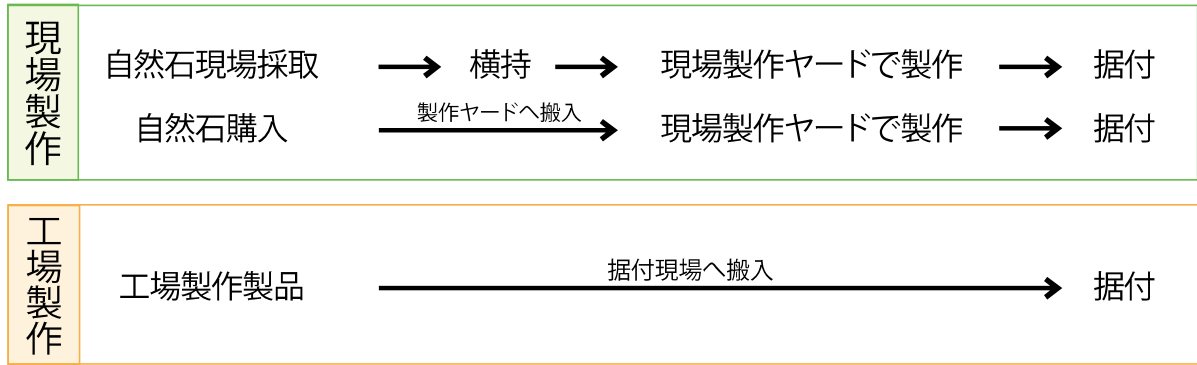 現場製作
自然石現場採取 → 横持 → 現場製作ヤードで製作 → 据付
製作ヤードへ搬入
自然石購入 → 現場製作ヤードで製作 → 据付
工場製作
据付現場へ搬入
工場製作製品 → 据付